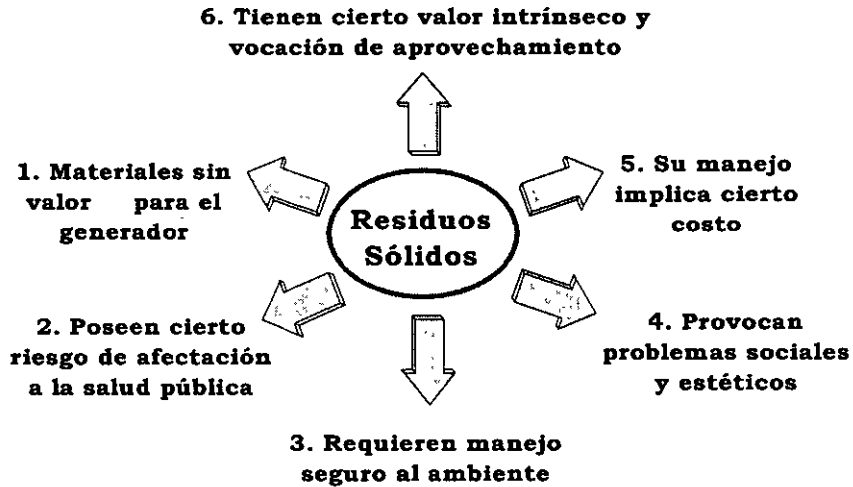 6. Tienen cierto valor intrínseco y
vocación de aprovechamiento
1. Materiales sin
valor para el
generador
5. Su manejo
implica cierto
costo
Residuos
Sólidos
2. Poseen cierto
riesgo de afectación
a la salud pública
4. Provocan
problemas sociales
y estéticos
3. Requieren manejo
seguro al ambiente